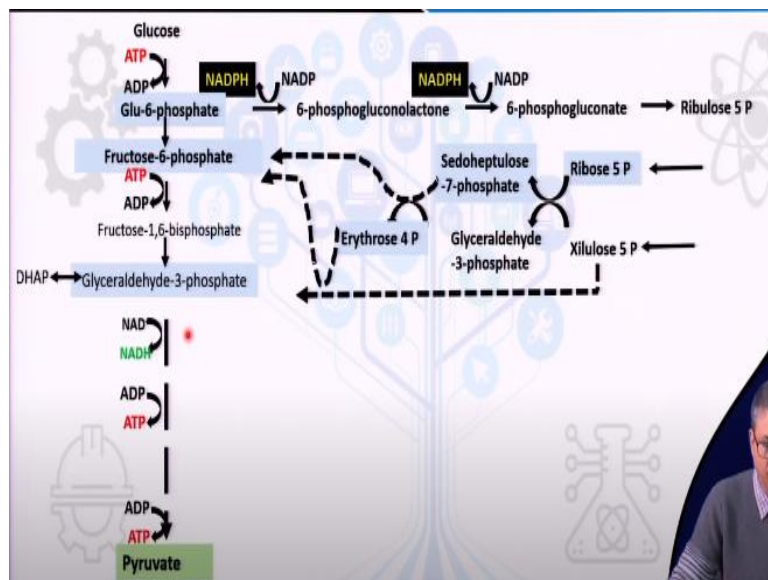 Glucose
ATP
ADP
NADPH
NADP
NADPH
NADP
Glu-6-phosphate
6-phosphogluconolactone
6-phosphogluconate
Ribulose 5 P
Fructose-6-phosphate
Sedoheptulose
-7-phosphate
Ribose 5 P
ATP
ADP
Fructose-1,6-bisphosphate
Erythrose 4 P
Glyceraldehyde
-3-phosphate
Xilulose 5 P
DHAP
Glyceraldehyde-3-phosphate
NAD
NADH
ADP
ATP
ADP
ATP
Pyruvate